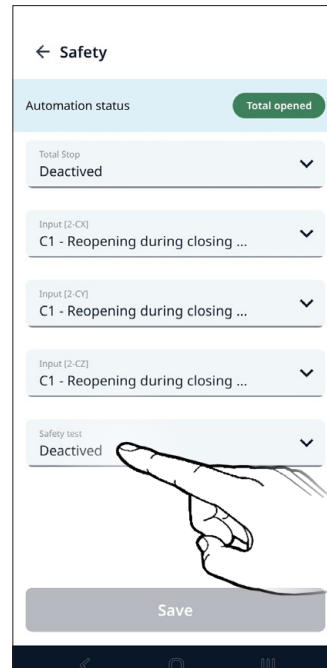 Safety
Automation status
Total opened
Total Stop
Deactived
Input [2-CX]
C1 - Reopening during closing ...
Input [2-CY]
C1 - Reopening during closing ...
Input [2-CZ]
C1 - Reopening during closing ...
Safety test
Deactived
Save